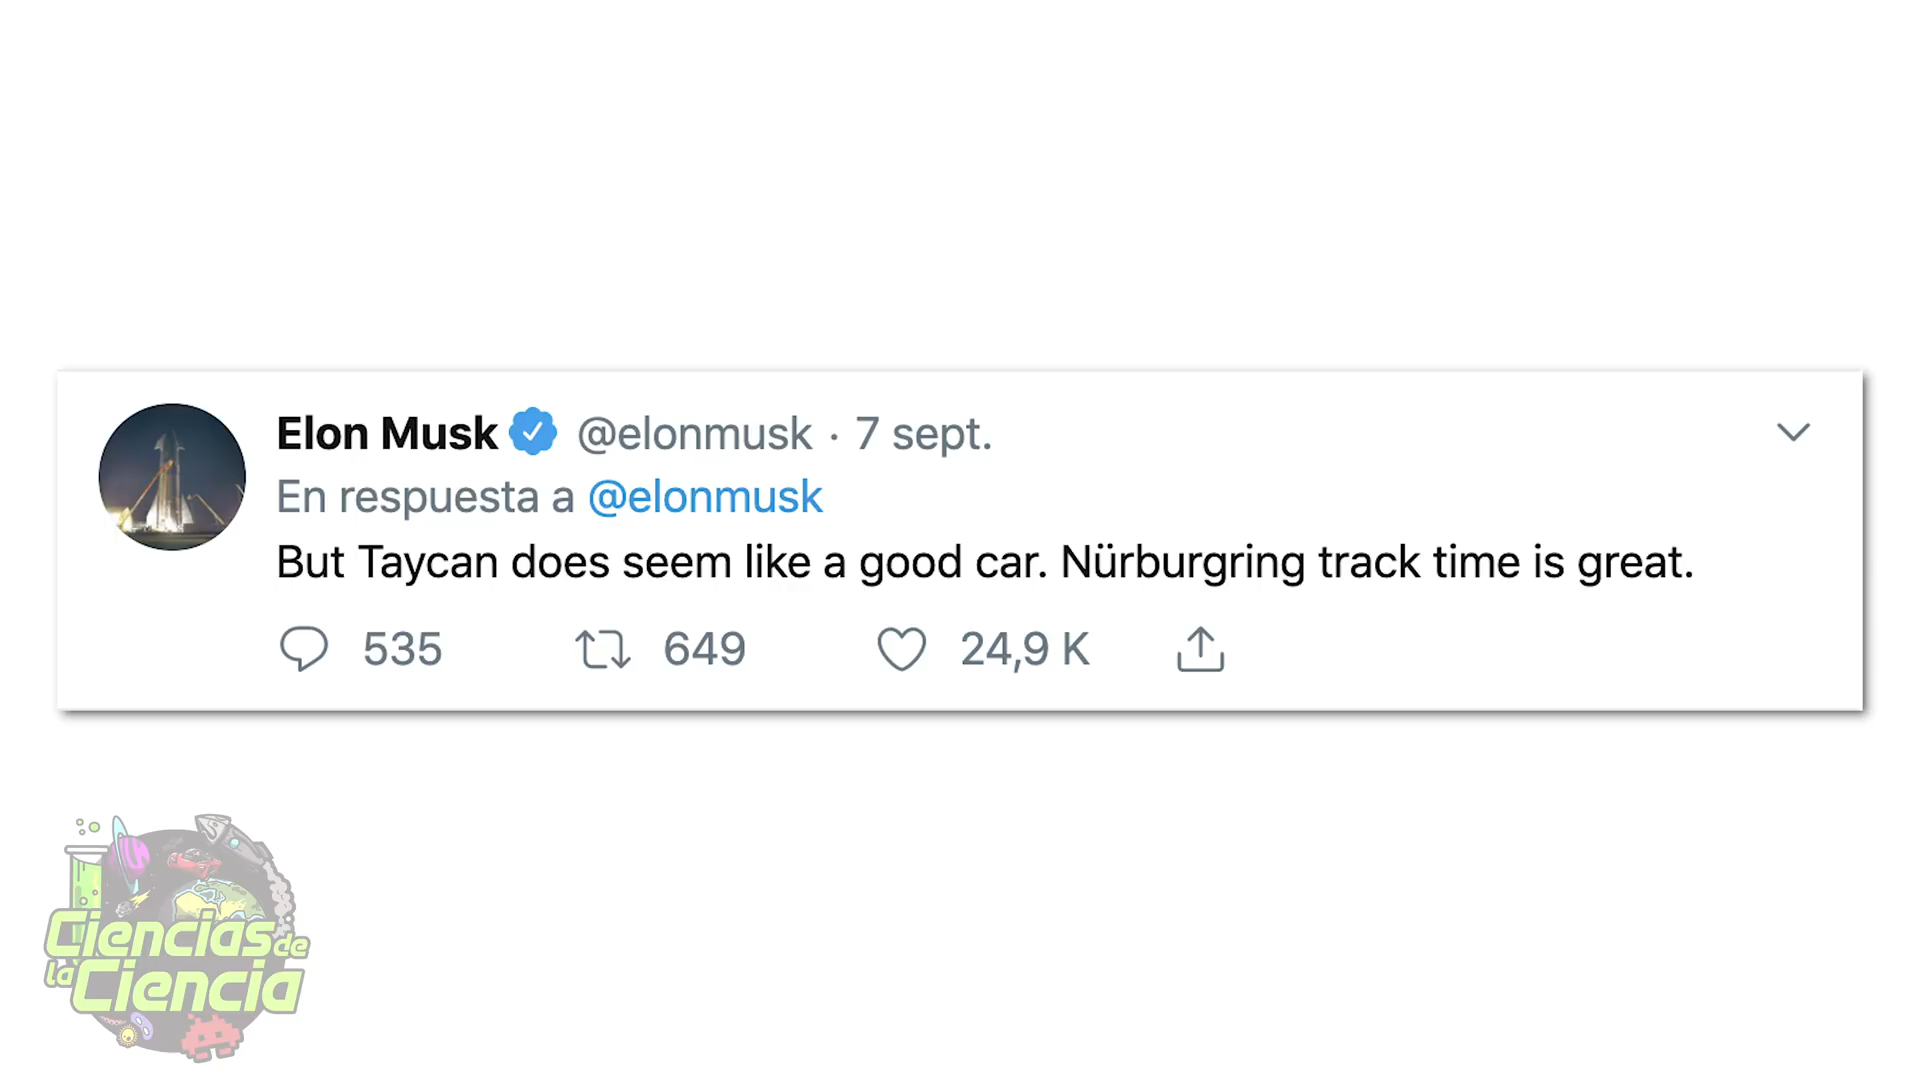 Elon Musk @elonmusk · 7 sept.
En respuesta a @elonmusk
But Taycan does seem like a good car. Nürburgring track time is great.
535 649 24,9 K
Ciencias de
la Ciencia